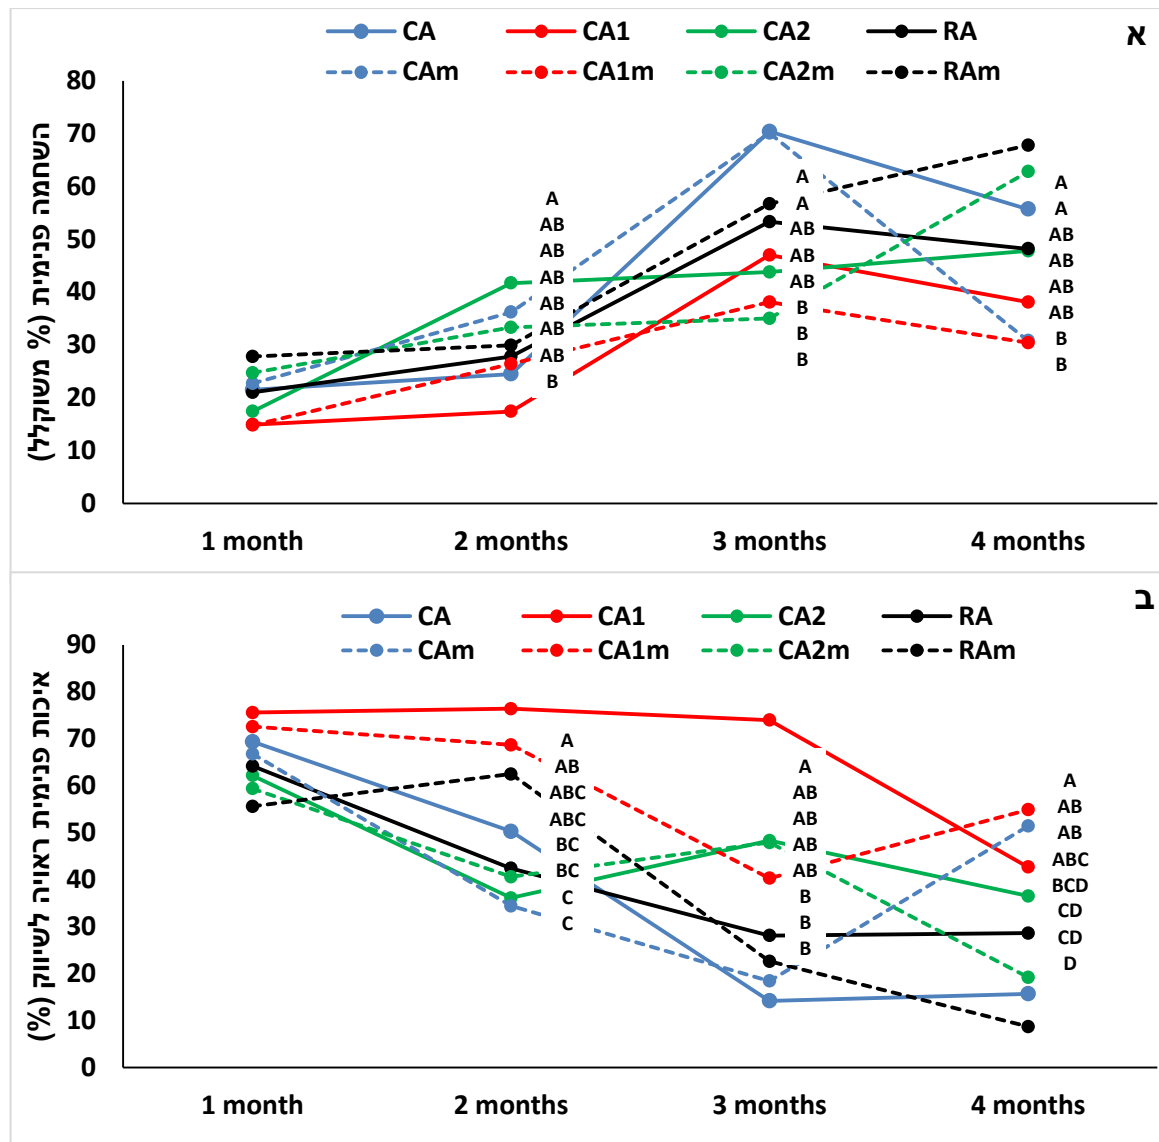 א
CA CA1 CA2 RA
CAm CA1m CA2m RAm
השחמה פנימית (% משוקלל)
80
70
60
50
40
30
20
10
0
A
AB
AB
AB
AB
AB
AB
B
A
A
AB
AB
AB
B
B
B
A
A
AB
AB
AB
AB
B
B
1 month 2 months 3 months 4 months
ב
CA CA1 CA2 RA
CAm CA1m CA2m RAm
איכות פנימית ראויה לשיווק (%)
90
80
70
60
50
40
30
20
10
0
A
AB
ABC
ABC
BC
BC
C
C
A
AB
AB
AB
AB
B
B
B
A
AB
AB
ABC
BCD
CD
CD
D
1 month 2 months 3 months 4 months